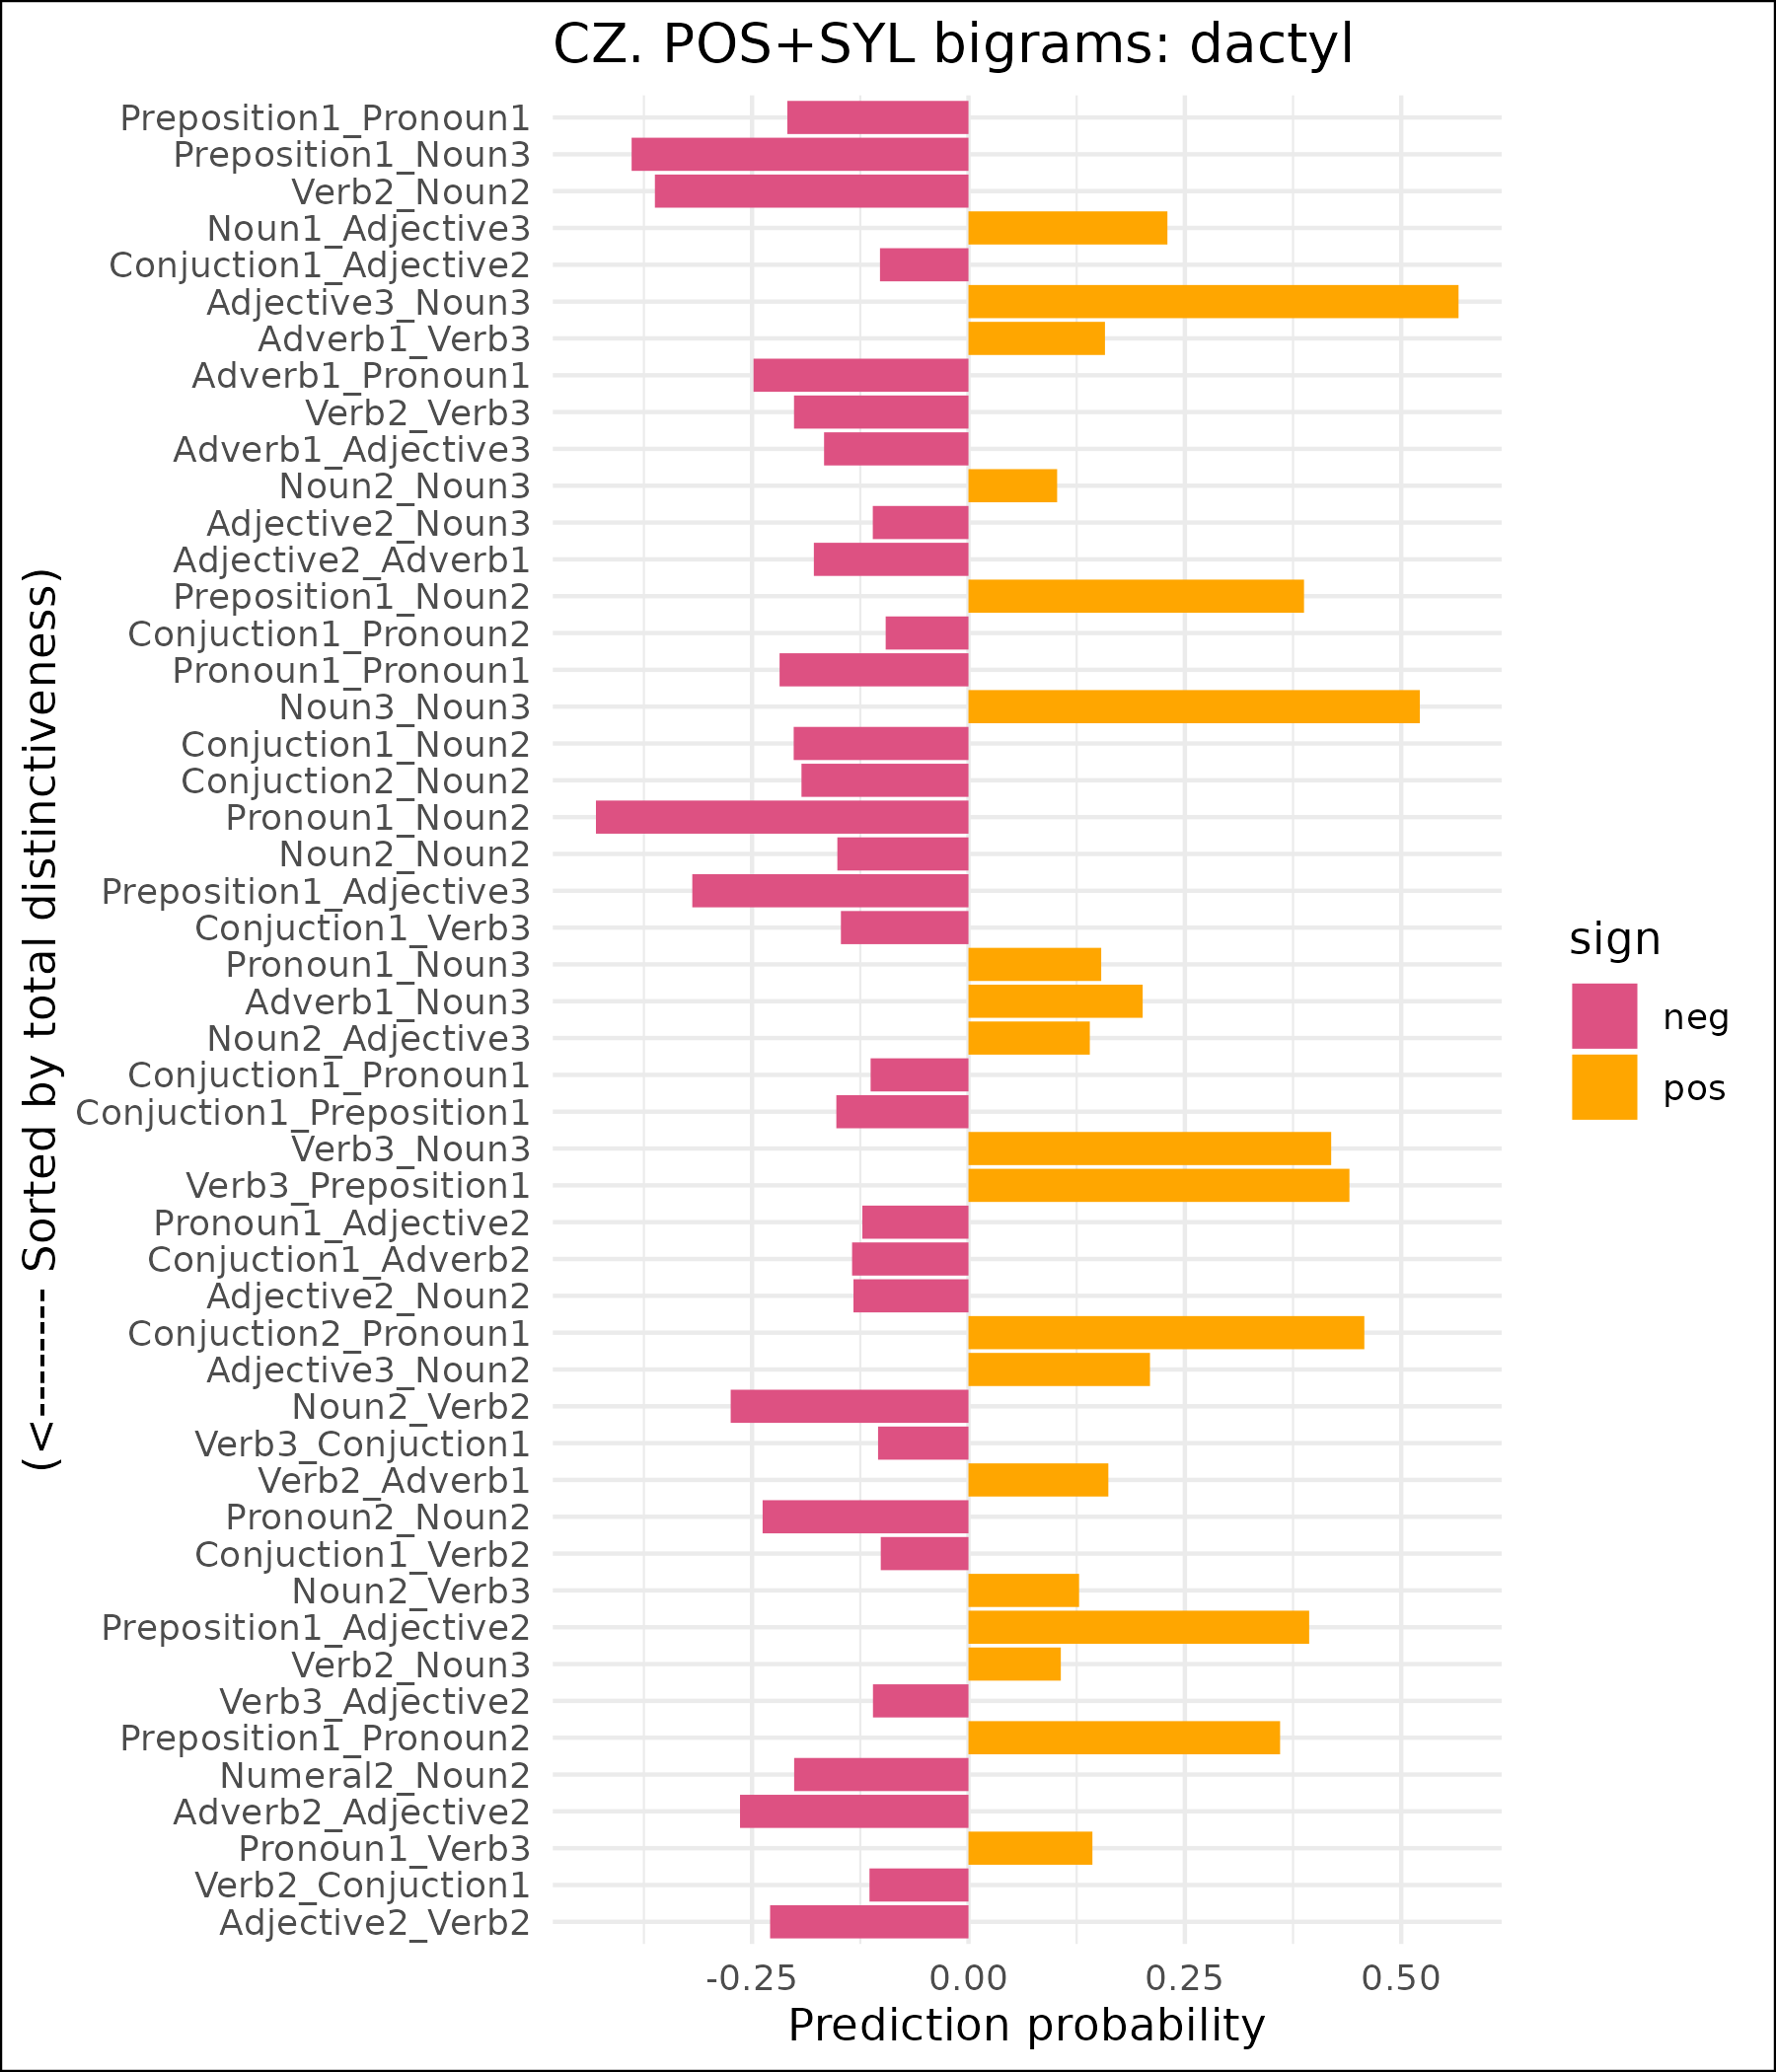 CZ. POS+SYL bigrams: dactyl
Preposition1_Pronoun1
Preposition1_Noun3
Verb2_Noun2
Noun1_Adjective3
Conjuction1_Adjective2
Adjective3_Noun3
Adverb1_Verb3
Adverb1_Pronoun1
Verb2_Verb3
Adverb1_Adjective3
Noun2_Noun3
Adjective2_Noun3
Adjective2_Adverb1
Preposition1_Noun2
Conjuction1_Pronoun2
Pronoun1_Pronoun1
Noun3_Noun3
Conjuction1_Noun2
Conjuction2_Noun2
Pronoun1_Noun2
Noun2_Noun2
Preposition1_Adjective3
Conjuction1_Verb3
Pronoun1_Noun3
Adverb1_Noun3
Noun2_Adjective3
Conjuction1_Pronoun1
Conjuction1_Preposition1
Verb3_Noun3
Verb3_Preposition1
Pronoun1_Adjective2
Conjuction1_Adverb2
Adjective2_Noun2
Conjuction2_Pronoun1
Adjective3_Noun2
Noun2_Verb2
Verb3_Conjuction1
Verb2_Adverb1
Pronoun2_Noun2
Conjuction1_Verb2
Noun2_Verb3
Preposition1_Adjective2
Verb2_Noun3
Verb3_Adjective2
Preposition1_Pronoun2
Numeral2_Noun2
Adverb2_Adjective2
Pronoun1_Verb3
Verb2_Conjuction1
Adjective2_Verb2
(<--------- Sorted by total distinctiveness)
-0.25 0.00 0.25 0.50
Prediction probability
sign
neg
pos